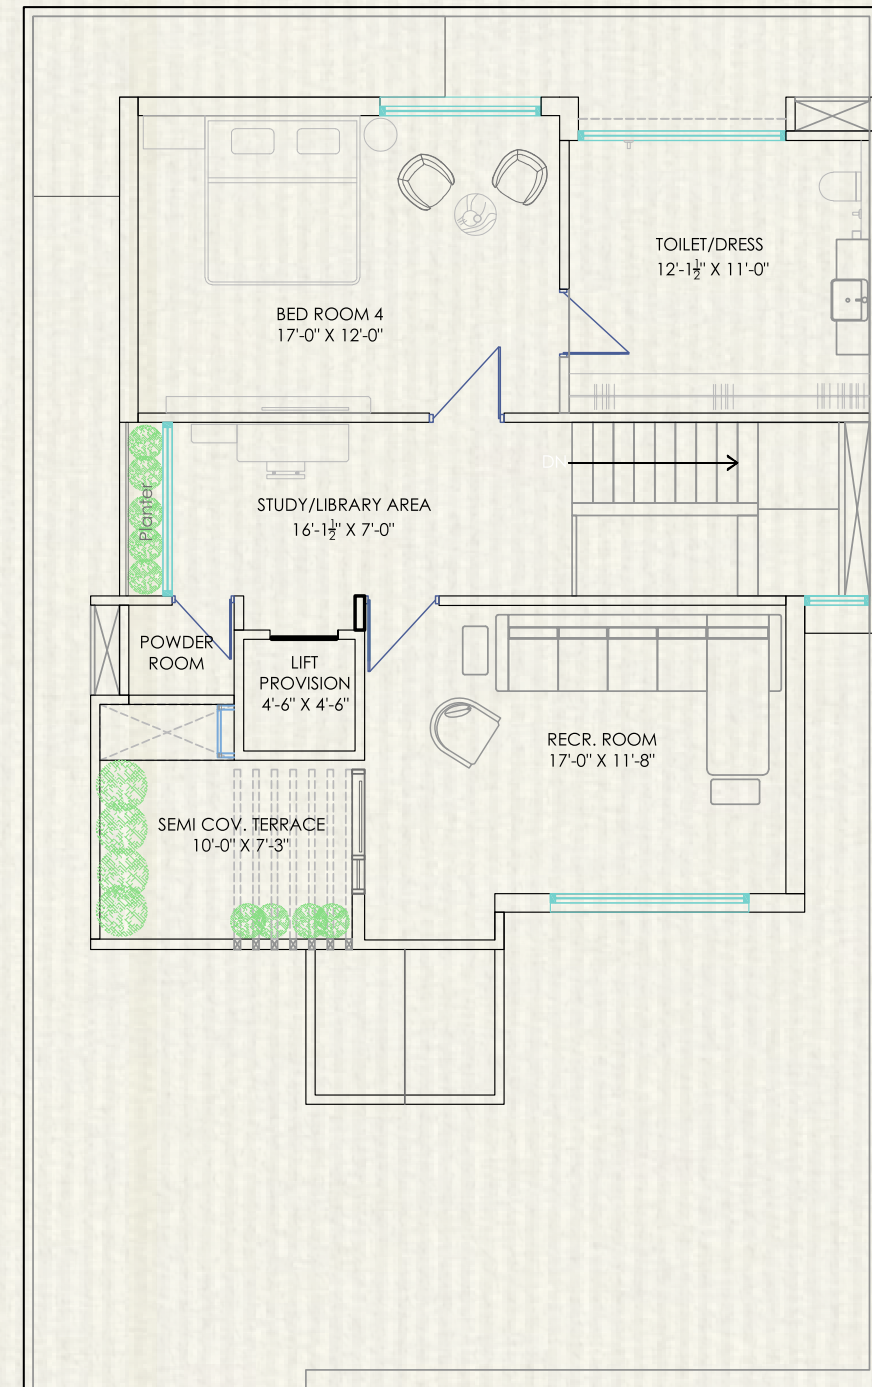 TOILET/DRESS
12'-1½" X 11'-0"
BED ROOM 4
17'-0" X 12'-0"
DN
Planter
STUDY/LIBRARY AREA
16'-1½" X 7'-0"
POWDER
ROOM
LIFT
PROVISION
4'-6" X 4'-6"
RECR. ROOM
17'-0" X 11'-8"
SEMI COV. TERRACE
10'-0" X 7'-3"